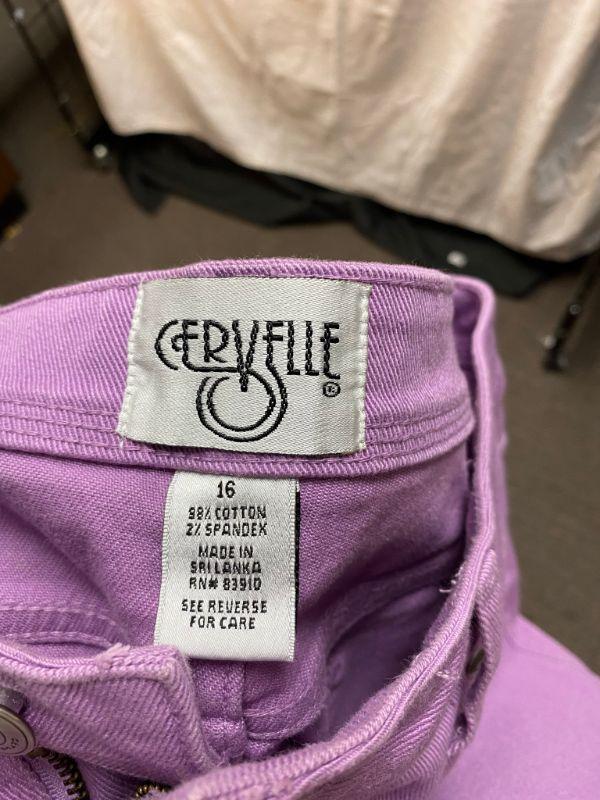 CERVELLE ®
16
98% COTTON
2% SPANDEX
MADE IN
SRI LANKA
RN# 83910
SEE REVERSE
FOR CARE